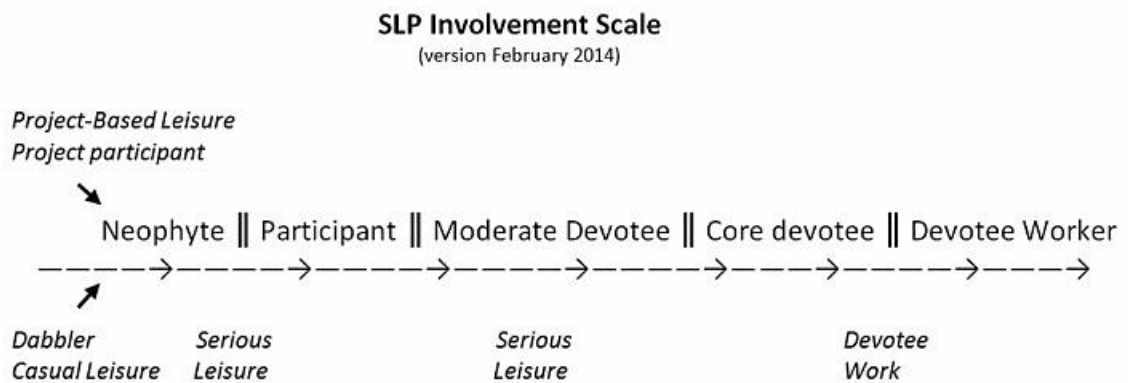 SLP Involvement Scale
(version February 2014)
Project-Based Leisure
Project participant
Neophyte ‖ Participant ‖ Moderate Devotee ‖ Core devotee ‖ Devotee Worker
Dabbler Serious Serious Devotee
Casual Leisure Leisure Leisure Work